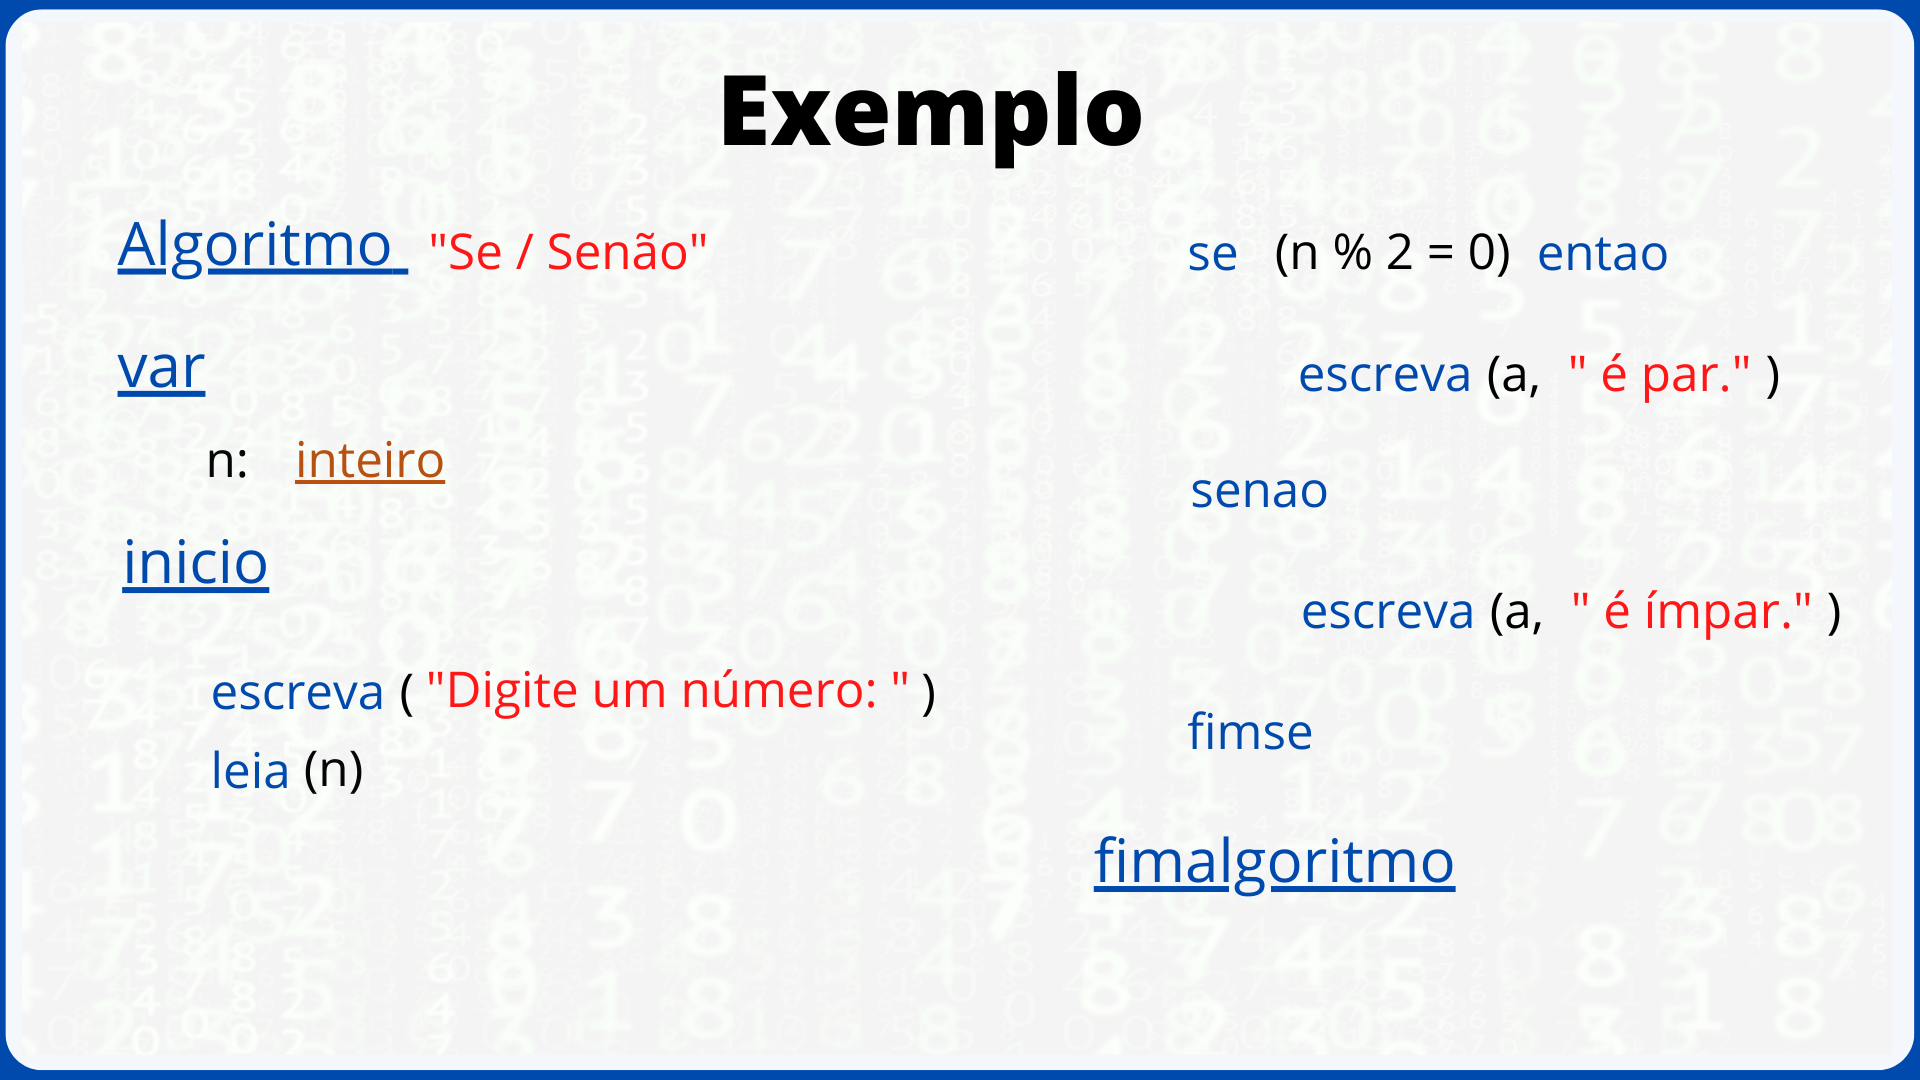 Exemplo
Algoritmo "Se / Senão"
var
n: inteiro
inicio
escreva ( "Digite um número: " )
leia (n)
se (n % 2 = 0) entao
escreva (a, " é par." )
senao
escreva (a, " é ímpar." )
fimse
fimalgoritmo